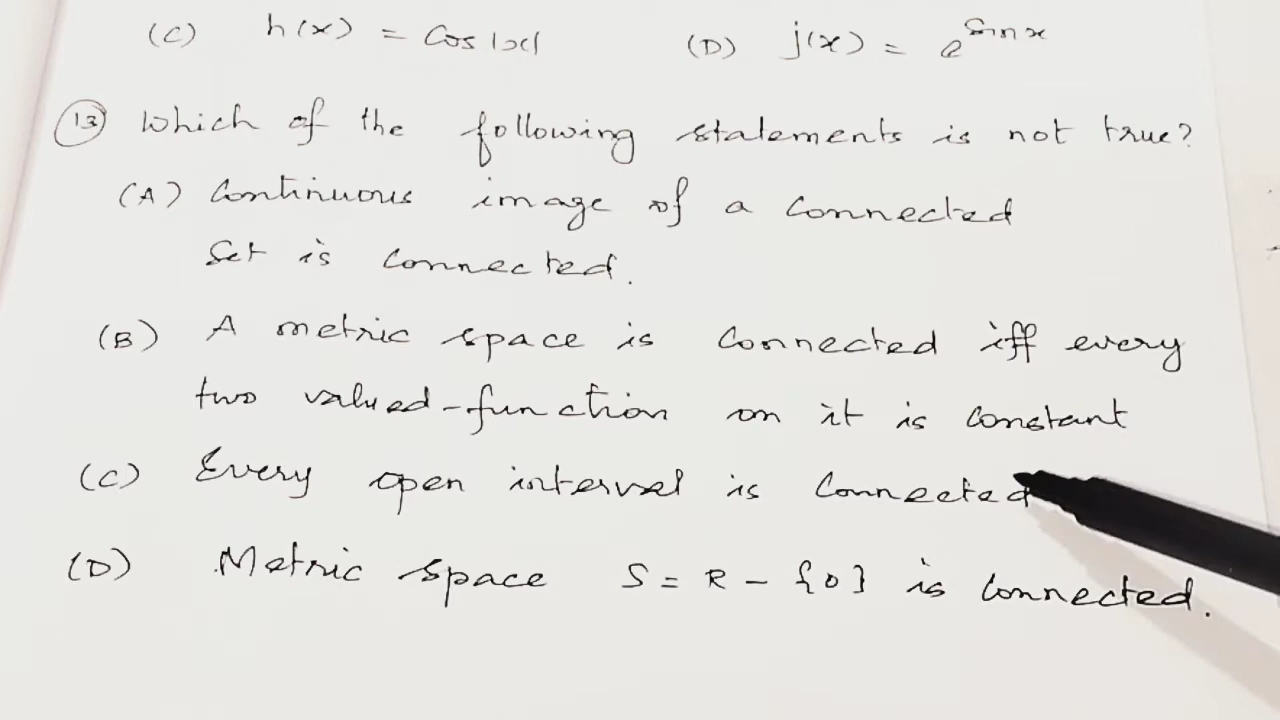 (C) h(x) = Cos |x| (D) j(x) = e^Sinx
(13) Which of the following statements is not true?
(A) Continuous image of a connected
Set is connected.
(B) A metric space is connected iff every
two valued-function on it is constant
(C) Every open interval is connected
(D) Metric space S = R - {0} is connected.